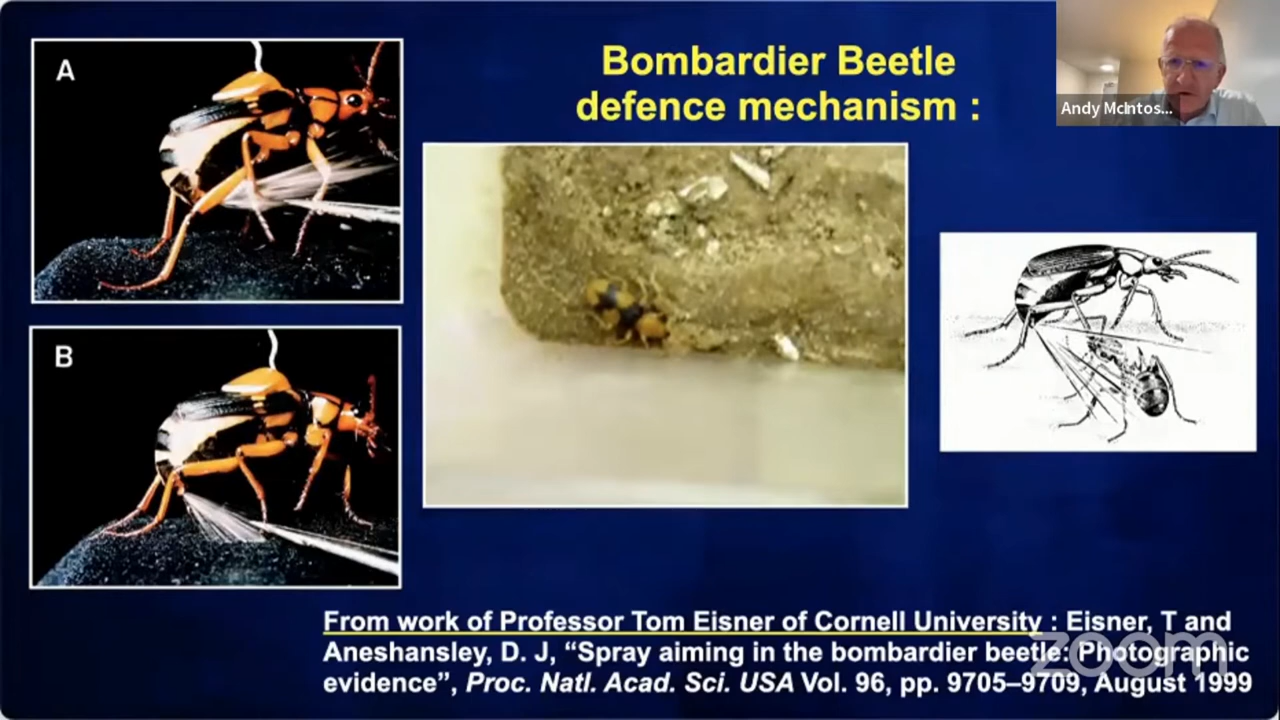 A
Bombardier Beetle
defence mechanism :
Andy McIntos...
B
From work of Professor Tom Eisner of Cornell University : Eisner, T and
Aneshansley, D. J, “Spray aiming in the bombardier beetle: Photographic
evidence”, Proc. Natl. Acad. Sci. USA Vol. 96, pp. 9705–9709, August 1999
zoom